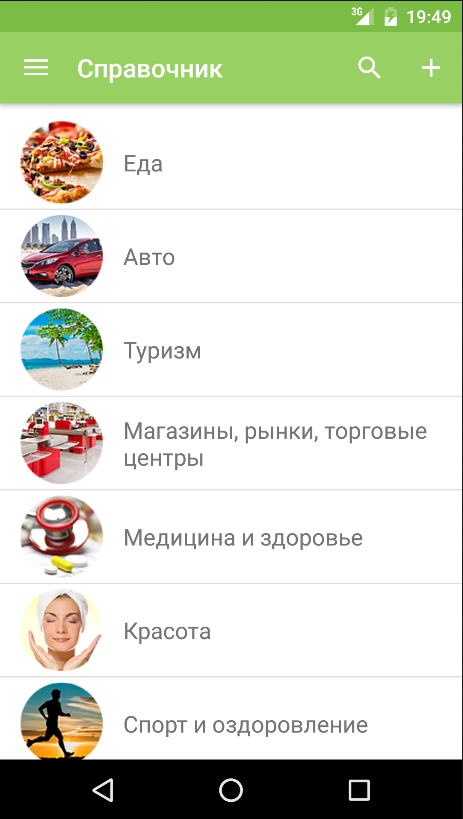 3G 19:49
Справочник
Еда
Авто
Туризм
Магазины, рынки, торговые
центры
Медицина и здоровье
Красота
Спорт и оздоровление